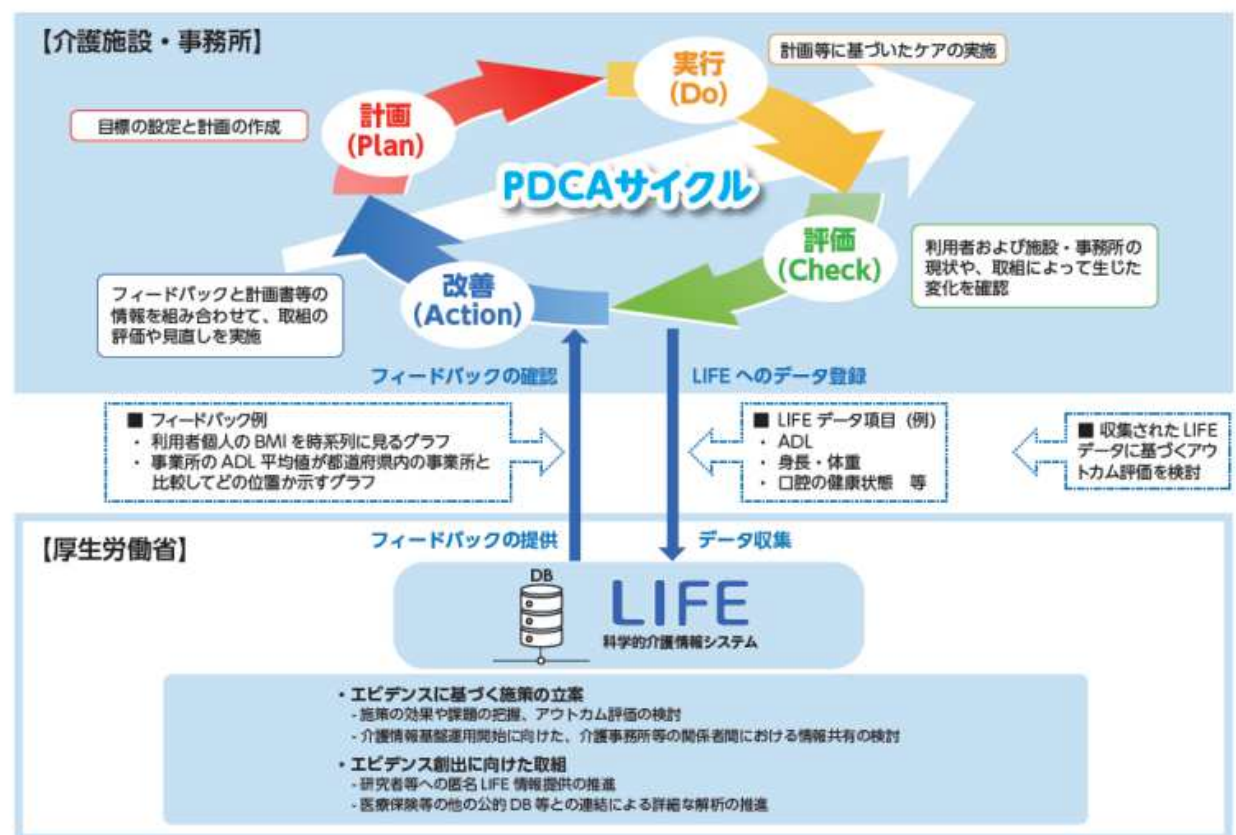 【介護施設・事務所】
実行
(Do)
計画等に基づいたケアの実施
計画
(Plan)
目標の設定と計画の作成
PDCAサイクル
評価
(Check)
利用者および施設・事務所の
現状や、取組によって生じた
変化を確認
改善
(Action)
フィードバックと計画書等の
情報を組み合わせて、取組の
評価や見直しを実施
フィードバックの確認
LIFE へのデータ登録
■ フィードバック例
・ 利用者個人の BMI を時系列に見るグラフ
・ 事業所の ADL 平均値が都道府県内の事業所と
比較してどの位置か示すグラフ
■ LIFE データ項目（例）
・ ADL
・ 身長・体重
・ 口腔の健康状態　等
■ 収集された LIFE
データに基づくアウ
トカム評価を検討
【厚生労働省】
フィードバックの提供
データ収集
DB
LIFE
科学的介護情報システム
・エビデンスに基づく施策の立案
- 施策の効果や課題の把握、アウトカム評価の検討
- 介護情報基盤運用開始に向けた、介護事務所等の関係者間における情報共有の検討
・エビデンス創出に向けた取組
- 研究者等への匿名 LIFE 情報提供の推進
- 医療保険等の他の公的 DB 等との連結による詳細な解析の推進